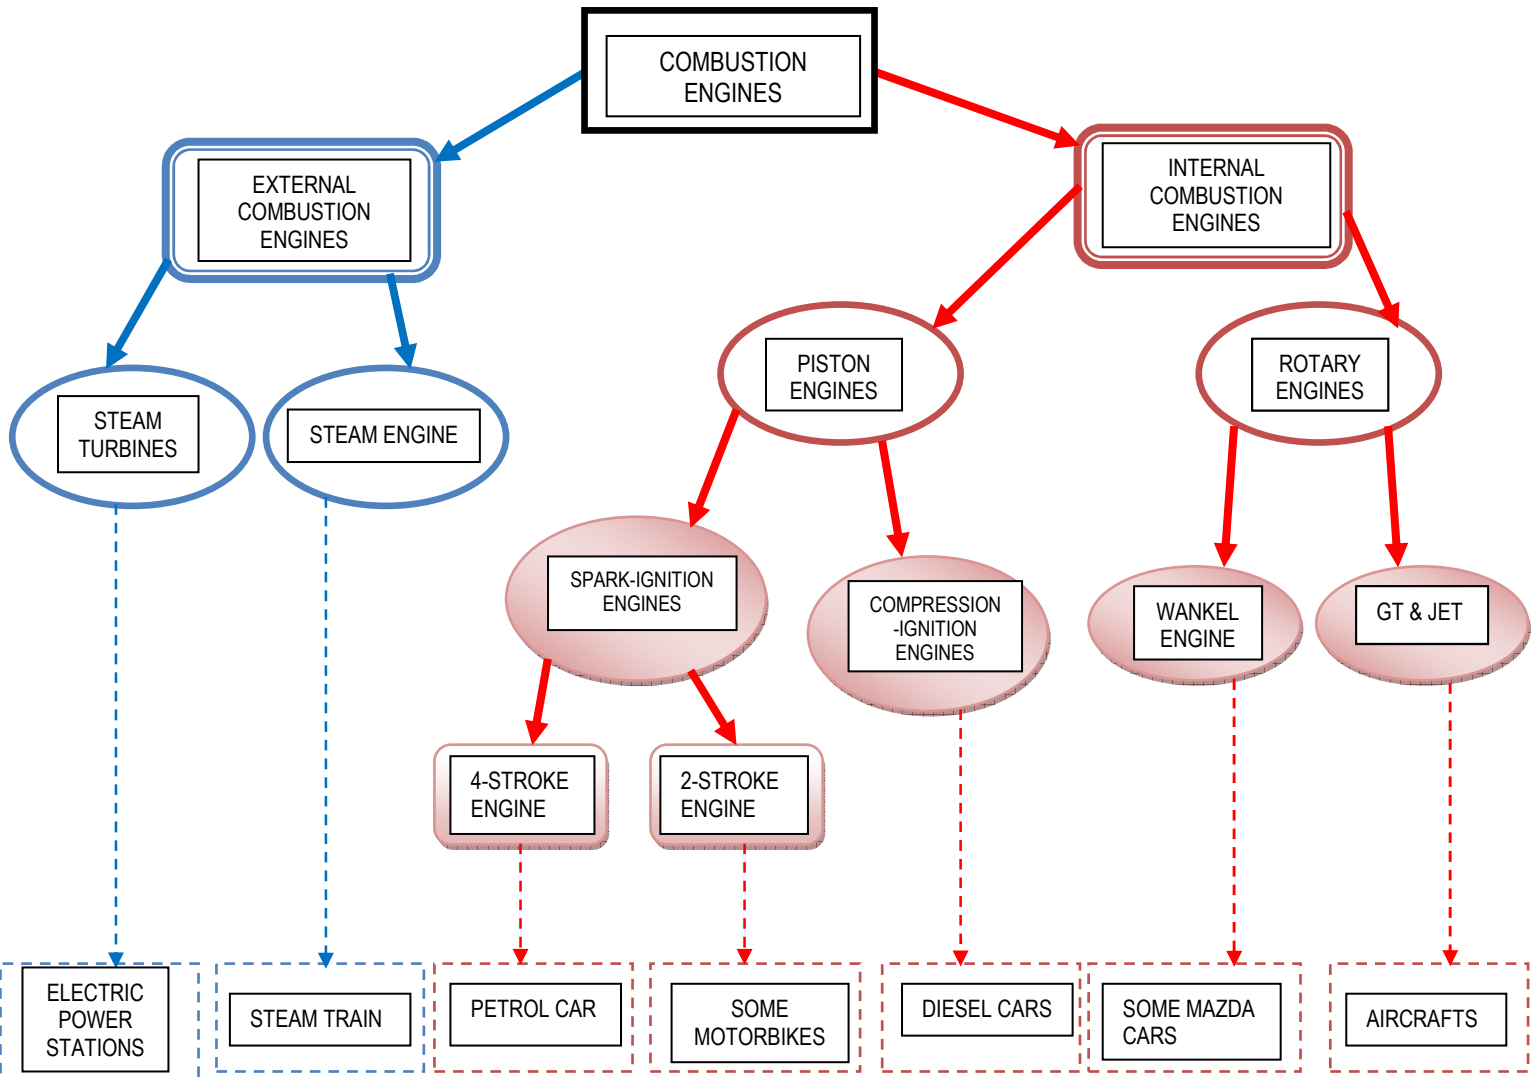 COMBUSTION
ENGINES
EXTERNAL
COMBUSTION
ENGINES
INTERNAL
COMBUSTION
ENGINES
STEAM
TURBINES
STEAM ENGINE
PISTON
ENGINES
ROTARY
ENGINES
SPARK-IGNITION
ENGINES
COMPRESSION
-IGNITION
ENGINES
WANKEL
ENGINE
GT & JET
4-STROKE
ENGINE
2-STROKE
ENGINE
ELECTRIC
POWER
STATIONS
STEAM TRAIN
PETROL CAR
SOME
MOTORBIKES
DIESEL CARS
SOME MAZDA
CARS
AIRCRAFTS